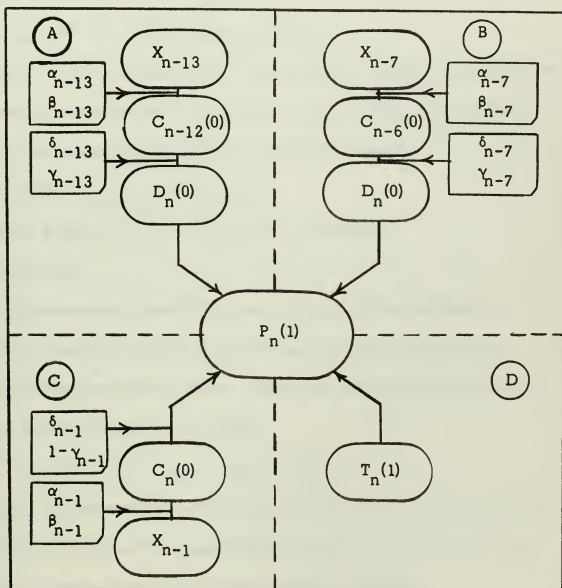 A
X_{n-13}
α_{n-13}
β_{n-13}
C_{n-12}(0)
δ_{n-13}
γ_{n-13}
D_n(0)
B
X_{n-7}
α_{n-7}
β_{n-7}
C_{n-6}(0)
δ_{n-7}
γ_{n-7}
D_n(0)
P_n(1)
C
δ_{n-1}
1-γ_{n-1}
C_n(0)
α_{n-1}
β_{n-1}
X_{n-1}
D
T_n(1)